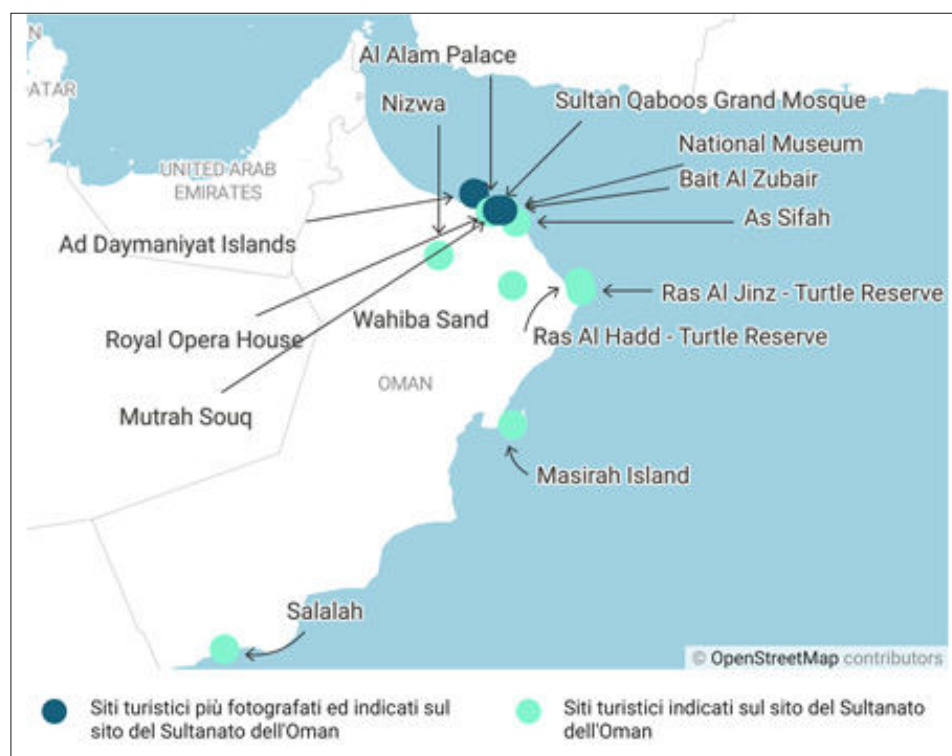 N
Al Alam Palace
ATAR
Nizwa
Sultan Qaboos Grand Mosque
National Museum
UNITED ARAB
EMIRATES
Bait Al Zubair
As Sifah
Ad Daymaniyat Islands
Ras Al Jinz - Turtle Reserve
Wahiba Sand
Royal Opera House
Ras Al Hadd - Turtle Reserve
OMAN
Mutrah Souq
Masirah Island
Salalah
© OpenStreetMap contributors
Siti turistici più fotografati ed indicati sul
sito del Sultanato dell'Oman
Siti turistici indicati sul sito del Sultanato
dell'Oman